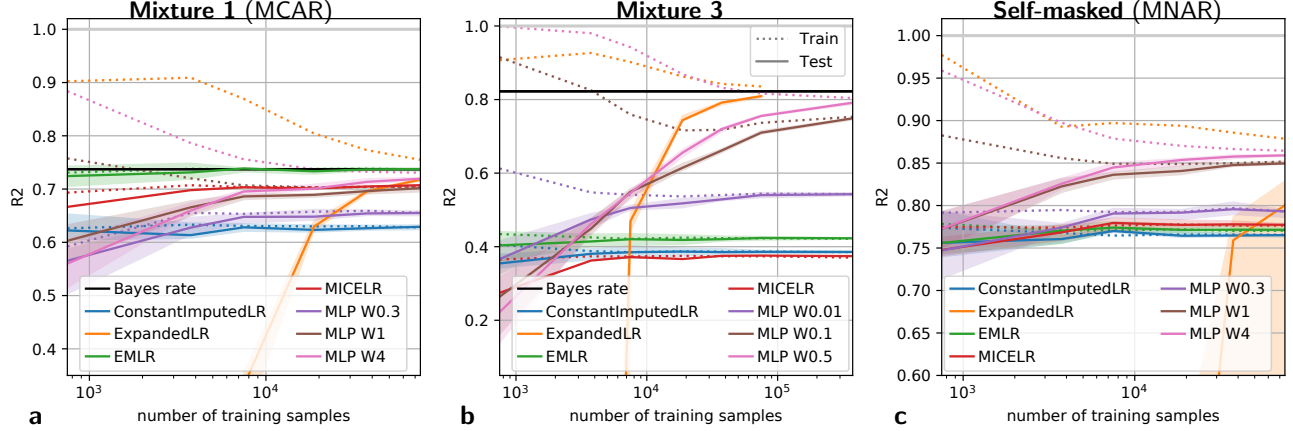 Mixture 1 (MCAR)
1.0
0.9
0.8
0.7
0.6
0.5
0.4
R2
Bayes rate
ConstantImputedLR
ExpandedLR
EMLR
MICELR
MLP W0.3
MLP W1
MLP W4
10³
10⁴
a
number of training samples
Mixture 3
1.0
0.8
0.6
0.4
0.2
R2
Train
Test
Bayes rate
ConstantImputedLR
ExpandedLR
EMLR
MICELR
MLP W0.01
MLP W0.1
MLP W0.5
10³
10⁴
10⁵
b
number of training samples
Self-masked (MNAR)
1.00
0.95
0.90
0.85
0.80
0.75
0.70
0.65
0.60
R2
ConstantImputedLR
ExpandedLR
EMLR
MICELR
MLP W0.3
MLP W1
MLP W4
10³
10⁴
c
number of training samples